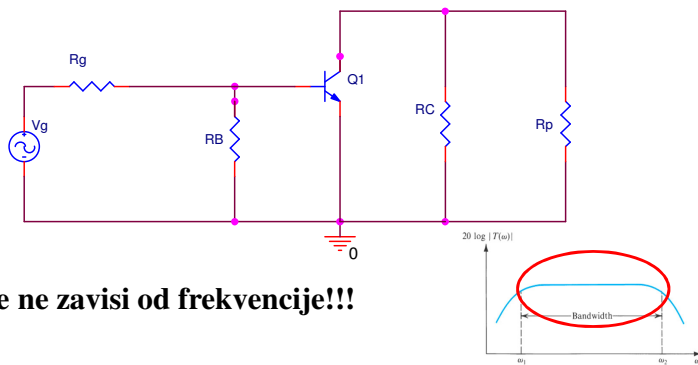 Rg
Q1
Vg
RB
RC
Rp
0
20 log |T(ω)|
e ne zavisi od frekvencije!!!
Bandwidth
ω₁
ω₂